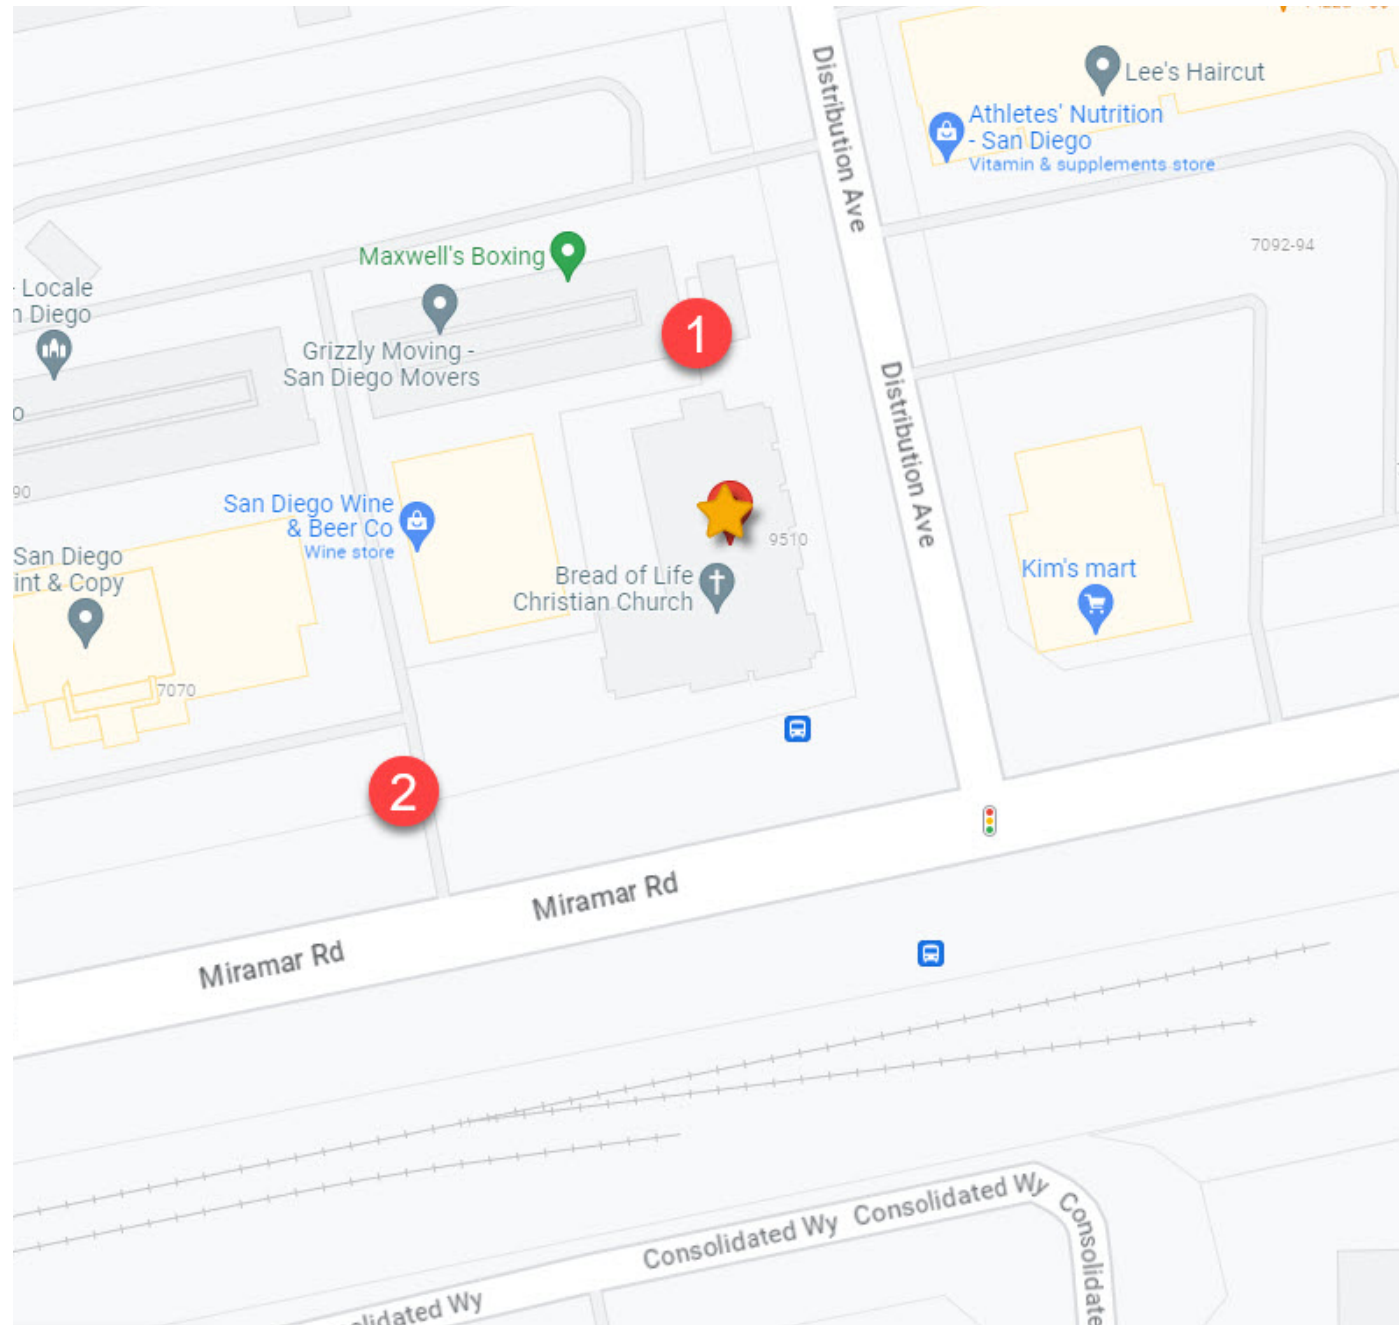 Distribution Ave
Lee's Haircut
Athletes' Nutrition
- San Diego
Vitamin & supplements store
7092-94
Maxwell's Boxing
Locale
Diego
Grizzly Moving -
San Diego Movers
1
Distribution Ave
90
San Diego Wine
& Beer Co
Wine store
9510
San Diego
int & Copy
Bread of Life
Christian Church
Kim's mart
7070
2
Miramar Rd
Miramar Rd
Consolidated Wy
Consolidated Wy
Consolidate
lidated Wy